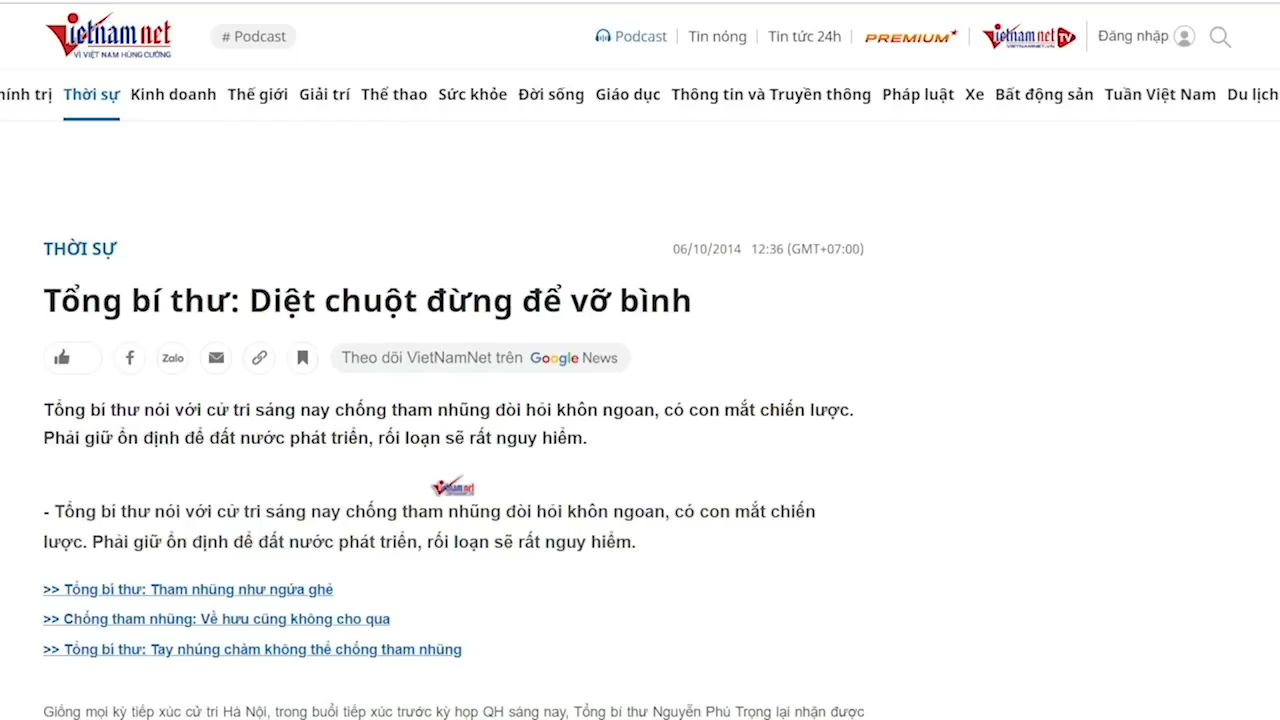 Vietnamnet
VÌ VIỆT NAM HÙNG CƯỜNG
# Podcast
Podcast
Tin nóng
Tin tức 24h
PREMIUM
Vietnamnet TV
VIETNAMNET.VN
Đăng nhập
hính trị Thời sự Kinh doanh Thế giới Giải trí Thể thao Sức khỏe Đời sống Giáo dục Thông tin và Truyền thông Pháp luật Xe Bất động sản Tuần Việt Nam Du lịch
THỜI SỰ
06/10/2014 12:36 (GMT+07:00)
Tổng bí thư: Diệt chuột đừng để vỡ bình
Zalo
Theo dõi VietNamNet trên Google News
Tổng bí thư nói với cử tri sáng nay chống tham nhũng đòi hỏi khôn ngoan, có con mắt chiến lược.
Phải giữ ổn định để đất nước phát triển, rối loạn sẽ rất nguy hiểm.
Vietnamnet
- Tổng bí thư nói với cử tri sáng nay chống tham nhũng đòi hỏi khôn ngoan, có con mắt chiến
lược. Phải giữ ổn định để đất nước phát triển, rối loạn sẽ rất nguy hiểm.
>> Tổng bí thư: Tham nhũng như ngứa ghẻ
>> Chống tham nhũng: Về hưu cũng không cho qua
>> Tổng bí thư: Tay nhúng chàm không thể chống tham nhũng
Giống mọi kỳ tiếp xúc cử tri Hà Nội, trong buổi tiếp xúc trước kỳ họp QH sáng nay, Tổng bí thư Nguyễn Phú Trọng lại nhận được